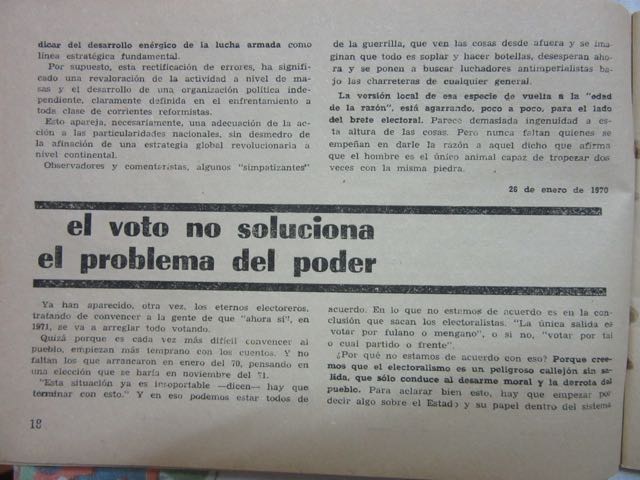 dicar del desarrollo enérgico de la lucha armada como
línea estratégica fundamental.
Por supuesto, esta rectificación de errores, ha signifi-
cado una revaloración de la actividad a nivel de ma-
sas y el desarrollo de una organización política inde-
pendiente, claramente definida en el enfrentamiento a
toda clase de corrientes reformistas.
Esto apareja, necesariamente, una adecuación de la ac-
ción a las particularidades nacionales, sin desmedro de
la afinación de una estrategia global revolucionaria a
nivel continental.
Observadores y comentaristas, algunos "simpatizantes"
de la guerrilla, que ven las cosas desde afuera y se ima-
ginan que todo es soplar y hacer botellas, desesperan aho-
ra y se ponen a buscar luchadores antimperialistas bajo
las charreteras de cualquier general.
La versión local de esa especie de vuelta a la "edad
de la razón", está agarrando, poco a poco, para el lado
del brete electoral. Parece demasiada ingenuidad a es-
ta altura de las cosas. Pero nunca faltan quienes se
empeñan en darle la razón a aquel dicho que afirma
que el hombre es el único animal capaz de tropezar dos
veces con la misma piedra.
26 de enero de 1970
el voto no soluciona
el problema del poder
Ya han aparecido, otra vez, los eternos electoreros,
tratando de convencer a la gente de que "ahora sí", en
1971, se va a arreglar todo votando.
Quizá porque es cada vez más difícil convencer al
pueblo, empiezan más temprano con los cuentos. Y no
faltan los que arrancaron en enero del 70, pensando en
una elección que se haría en noviembre del 71.
"Esta situación ya es insoportable —dicen— hay que
terminar con esto." Y en eso podemos estar todos de
acuerdo. En lo que no estamos de acuerdo es en la con-
clusión que sacan los electoralistas. "La única salida es
votar por fulano o mengano", o si no, "votar por tal
o cual partido o frente".
¿Por qué no estamos de acuerdo con eso? Porque cree-
mos que el electoralismo es un peligroso callejón sin sa-
lida, que sólo conduce al desarme moral y la derrota del
pueblo. Para aclarar bien esto, hay que empezar por
decir algo sobre el Estado y su papel dentro del sistema
18